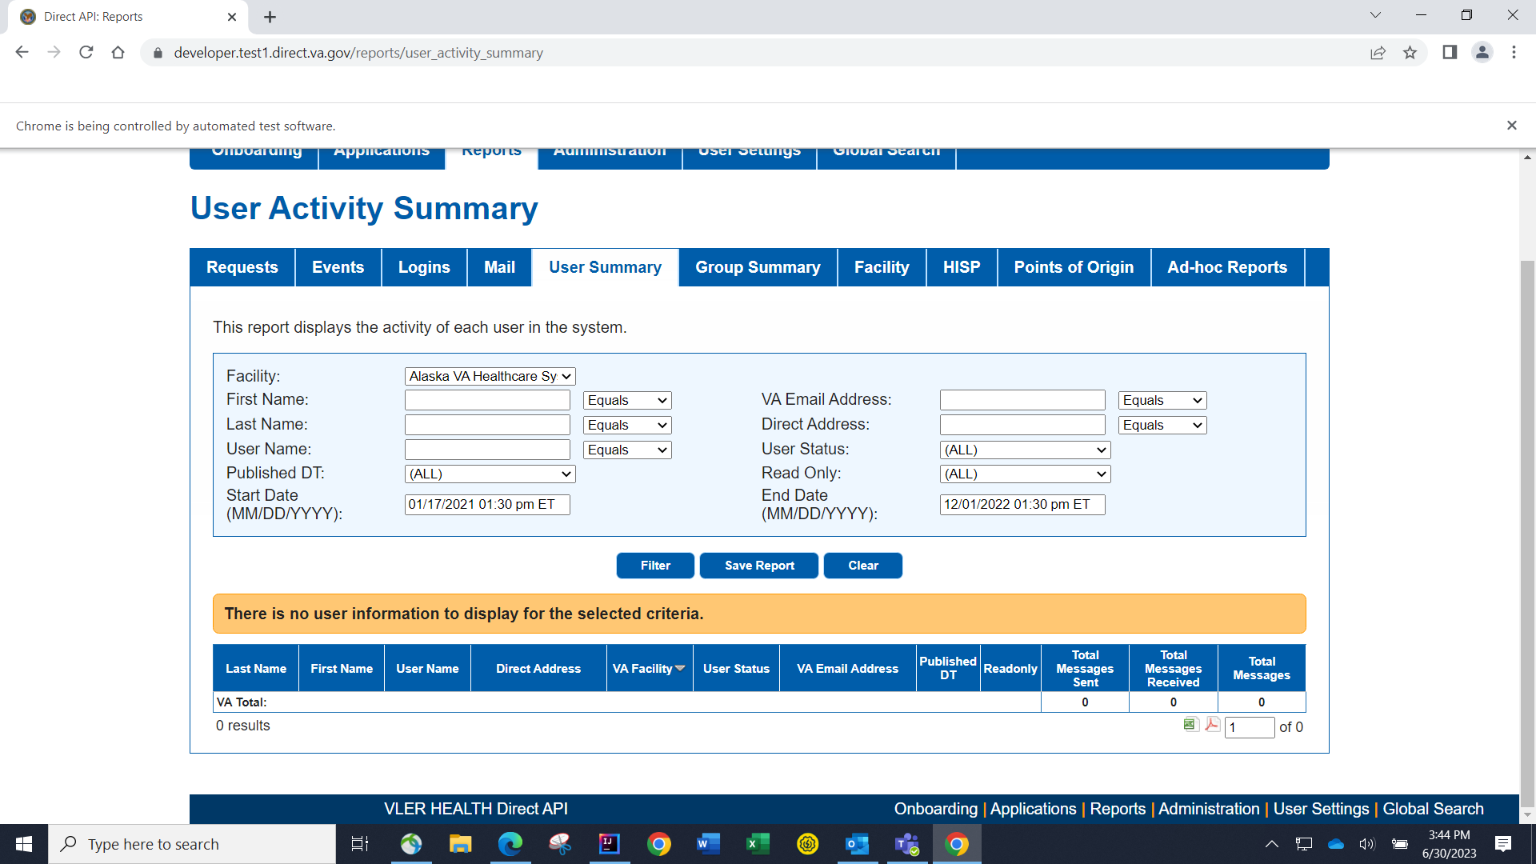 Direct API: Reports
developer.test1.direct.va.gov/reports/user_activity_summary
Chrome is being controlled by automated test software.
Onboarding Applications Reports Administration User Settings Global Search
User Activity Summary
Requests Events Logins Mail User Summary Group Summary Facility HISP Points of Origin Ad-hoc Reports
This report displays the activity of each user in the system.
Facility: Alaska VA Healthcare Sy
First Name: Equals VA Email Address: Equals
Last Name: Equals Direct Address: Equals
User Name: Equals User Status: (ALL)
Published DT: (ALL) Read Only: (ALL)
Start Date
(MM/DD/YYYY): 01/17/2021 01:30 pm ET
End Date
(MM/DD/YYYY): 12/01/2022 01:30 pm ET
Filter Save Report Clear
There is no user information to display for the selected criteria.
Last Name First Name User Name Direct Address VA Facility User Status VA Email Address
Published
DT
Readonly
Total
Messages
Sent
Total
Messages
Received
Total
Messages
VA Total: 0 0 0
0 results 1 of 0
VLER HEALTH Direct API Onboarding | Applications | Reports | Administration | User Settings | Global Search
Type here to search
3:44 PM
6/30/2023